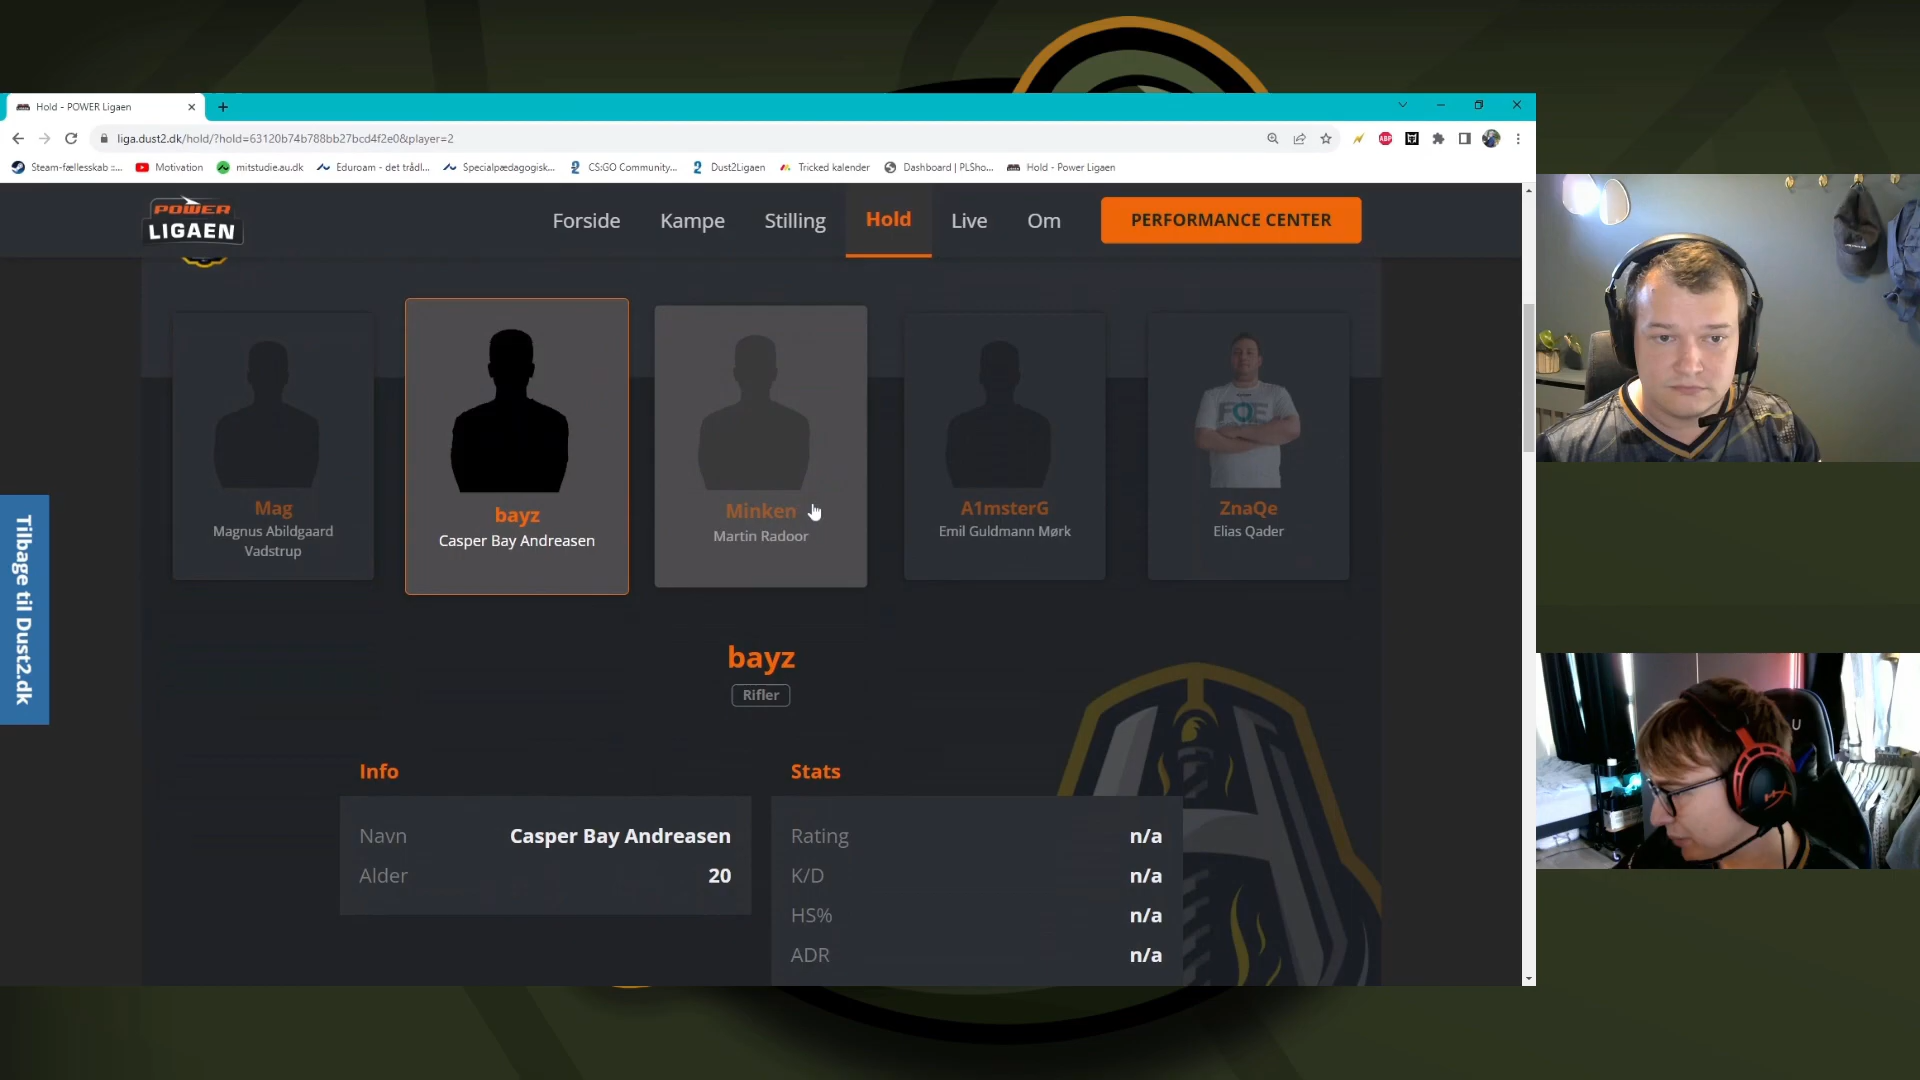 Hold - POWER Ligaen
liga.dust2.dk/hold/?hold=63120b74b788bb27bcd4f2e0&player=2
ABP
Steam-fællesskab ::...
Motivation
mitstudie.au.dk
Eduroam - det trådl...
Specialpædagogisk...
CS:GO Community...
Dust2Ligaen
Tricked kalender
Dashboard | PLSho...
Hold - Power Ligaen
POWER
LIGAEN
Forside
Kampe
Stilling
Hold
Live
Om
PERFORMANCE CENTER
Mag
Magnus Abildgaard
Vadstrup
bayz
Casper Bay Andreasen
Minken
Martin Radoor
A1msterG
Emil Guldmann Mørk
ZnaQe
Elias Qader
Tilbage til Dust2.dk
bayz
Rifler
Info
Navn Casper Bay Andreasen
Alder 20
Stats
Rating n/a
K/D n/a
HS% n/a
ADR n/a